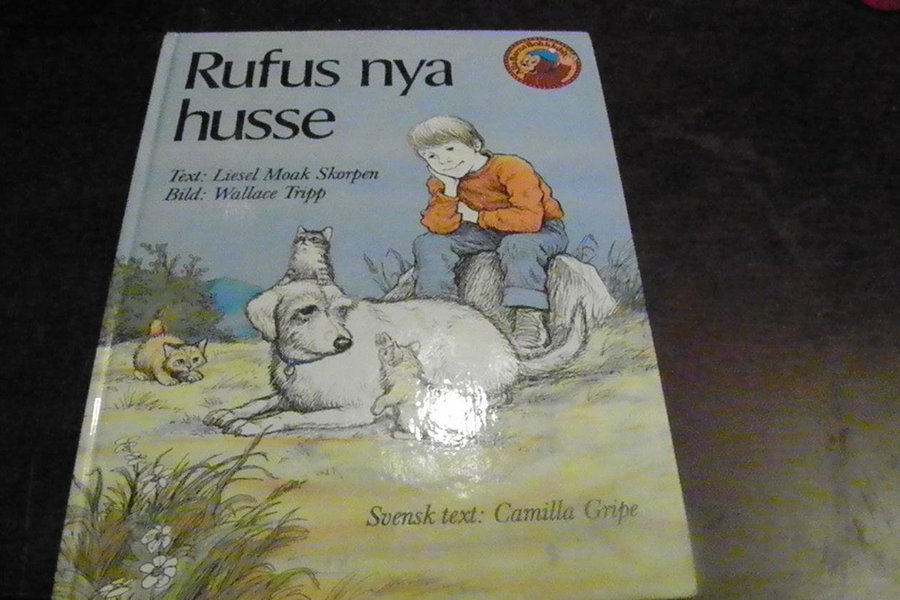 Rufus nya
husse
Text: Liesel Moak Skorpen
Bild: Wallace Tripp
Svensk text: Camilla Gripe